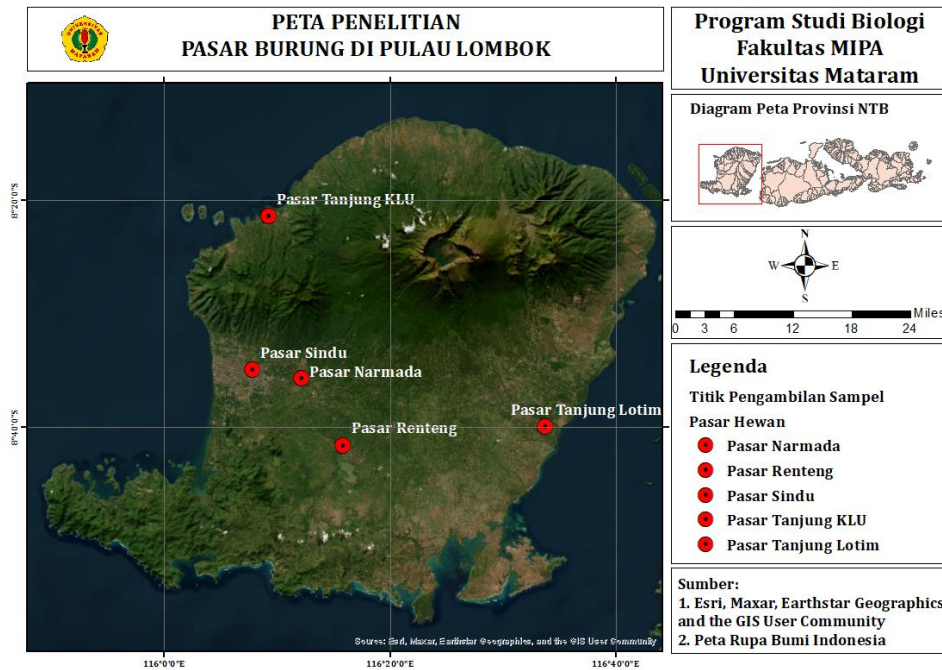 PETA PENELITIAN
PASAR BURUNG DI PULAU LOMBOK
UNIVERSITAS
MATARAM
Program Studi Biologi
Fakultas MIPA
Universitas Mataram
Diagram Peta Provinsi NTB
N
W
E
S
Miles
0 3 6 12 18 24
Legenda
Titik Pengambilan Sampel
Pasar Hewan
Pasar Narmada
Pasar Renteng
Pasar Sindu
Pasar Tanjung KLU
Pasar Tanjung Lotim
Sumber:
1. Esri, Maxar, Earthstar Geographics
and the GIS User Community
2. Peta Rupa Bumi Indonesia
8°20'0"S
8°40'0"S
Pasar Tanjung KLU
Pasar Sindu
Pasar Narmada
Pasar Tanjung Lotim
Pasar Renteng
Source: Esri, Maxar, Earthstar Geographics, and the GIS User Community
116°0'0"E
116°2'0"E
116°4'0"E